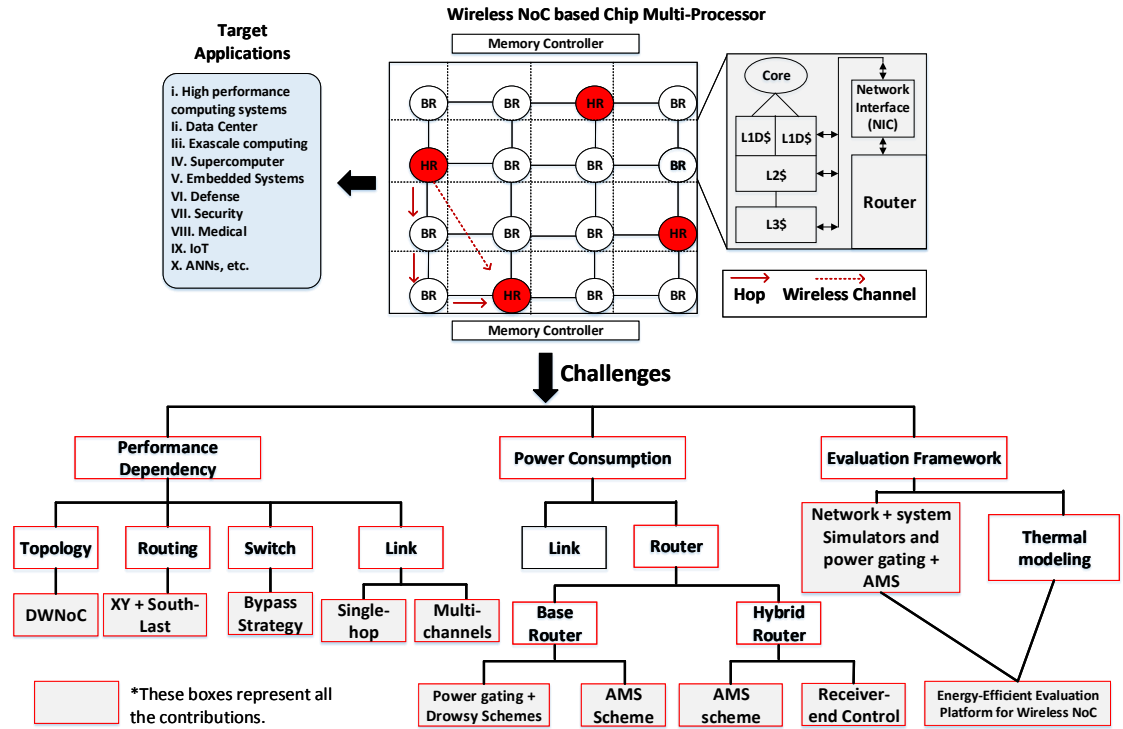 Wireless NoC based Chip Multi-Processor
Target
Applications
i. High performance
computing systems
Ii. Data Center
Iii. Exascale computing
IV. Supercomputer
V. Embedded Systems
VI. Defense
VII. Security
VIII. Medical
IX. IoT
X. ANNs, etc.
Memory Controller
BR
BR
HR
BR
HR
BR
BR
BR
BR
BR
BR
HR
BR
HR
BR
BR
Memory Controller
Core
L1D$
L1D$
L2$
L3$
Network
Interface
(NIC)
Router
Hop
Wireless Channel
Challenges
Performance
Dependency
Power Consumption
Evaluation Framework
Topology
Routing
Switch
Link
Link
Router
Network + system
Simulators and
power gating +
AMS
Thermal
modeling
DWNoC
XY + South-
Last
Bypass
Strategy
Single-
hop
Multi-
channels
Base
Router
Hybrid
Router
Power gating +
Drowsy Schemes
AMS
Scheme
AMS
scheme
Receiver-
end Control
Energy-Efficient Evaluation
Platform for Wireless NoC
*These boxes represent all
the contributions.